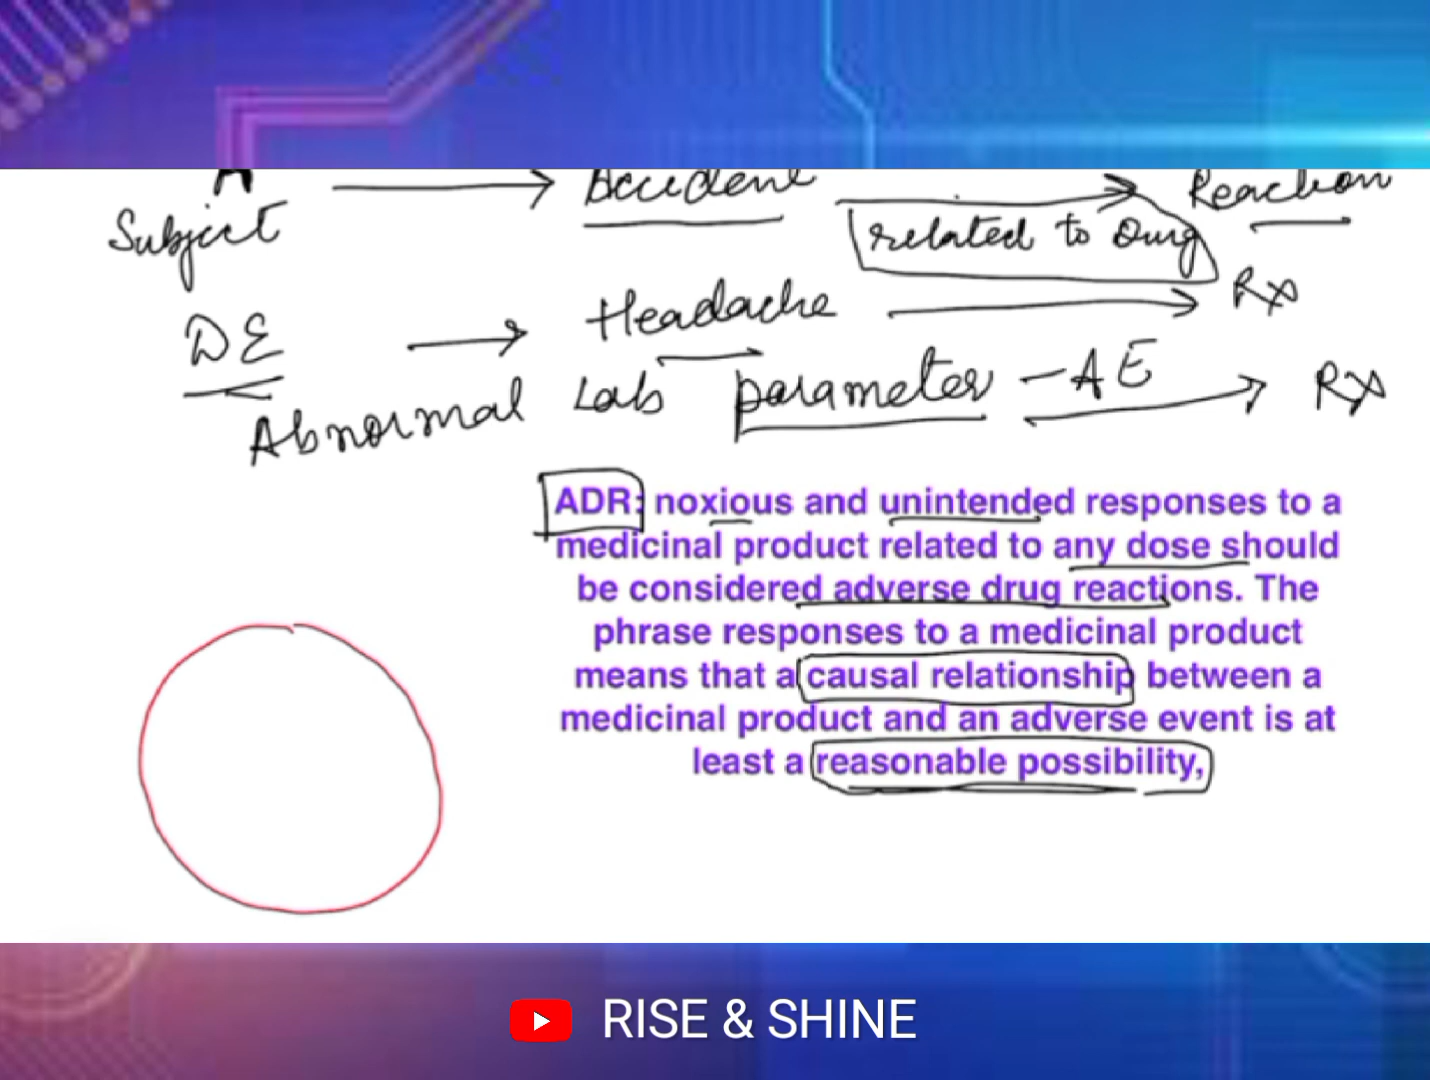 A → Accident → Reaction
Subject related to Drug
DE → Headache → Rx
Abnormal Lab parameter - AE → Rx
ADR: noxious and unintended responses to a
medicinal product related to any dose should
be considered adverse drug reactions. The
phrase responses to a medicinal product
means that a causal relationship between a
medicinal product and an adverse event is at
least a reasonable possibility,
RISE & SHINE